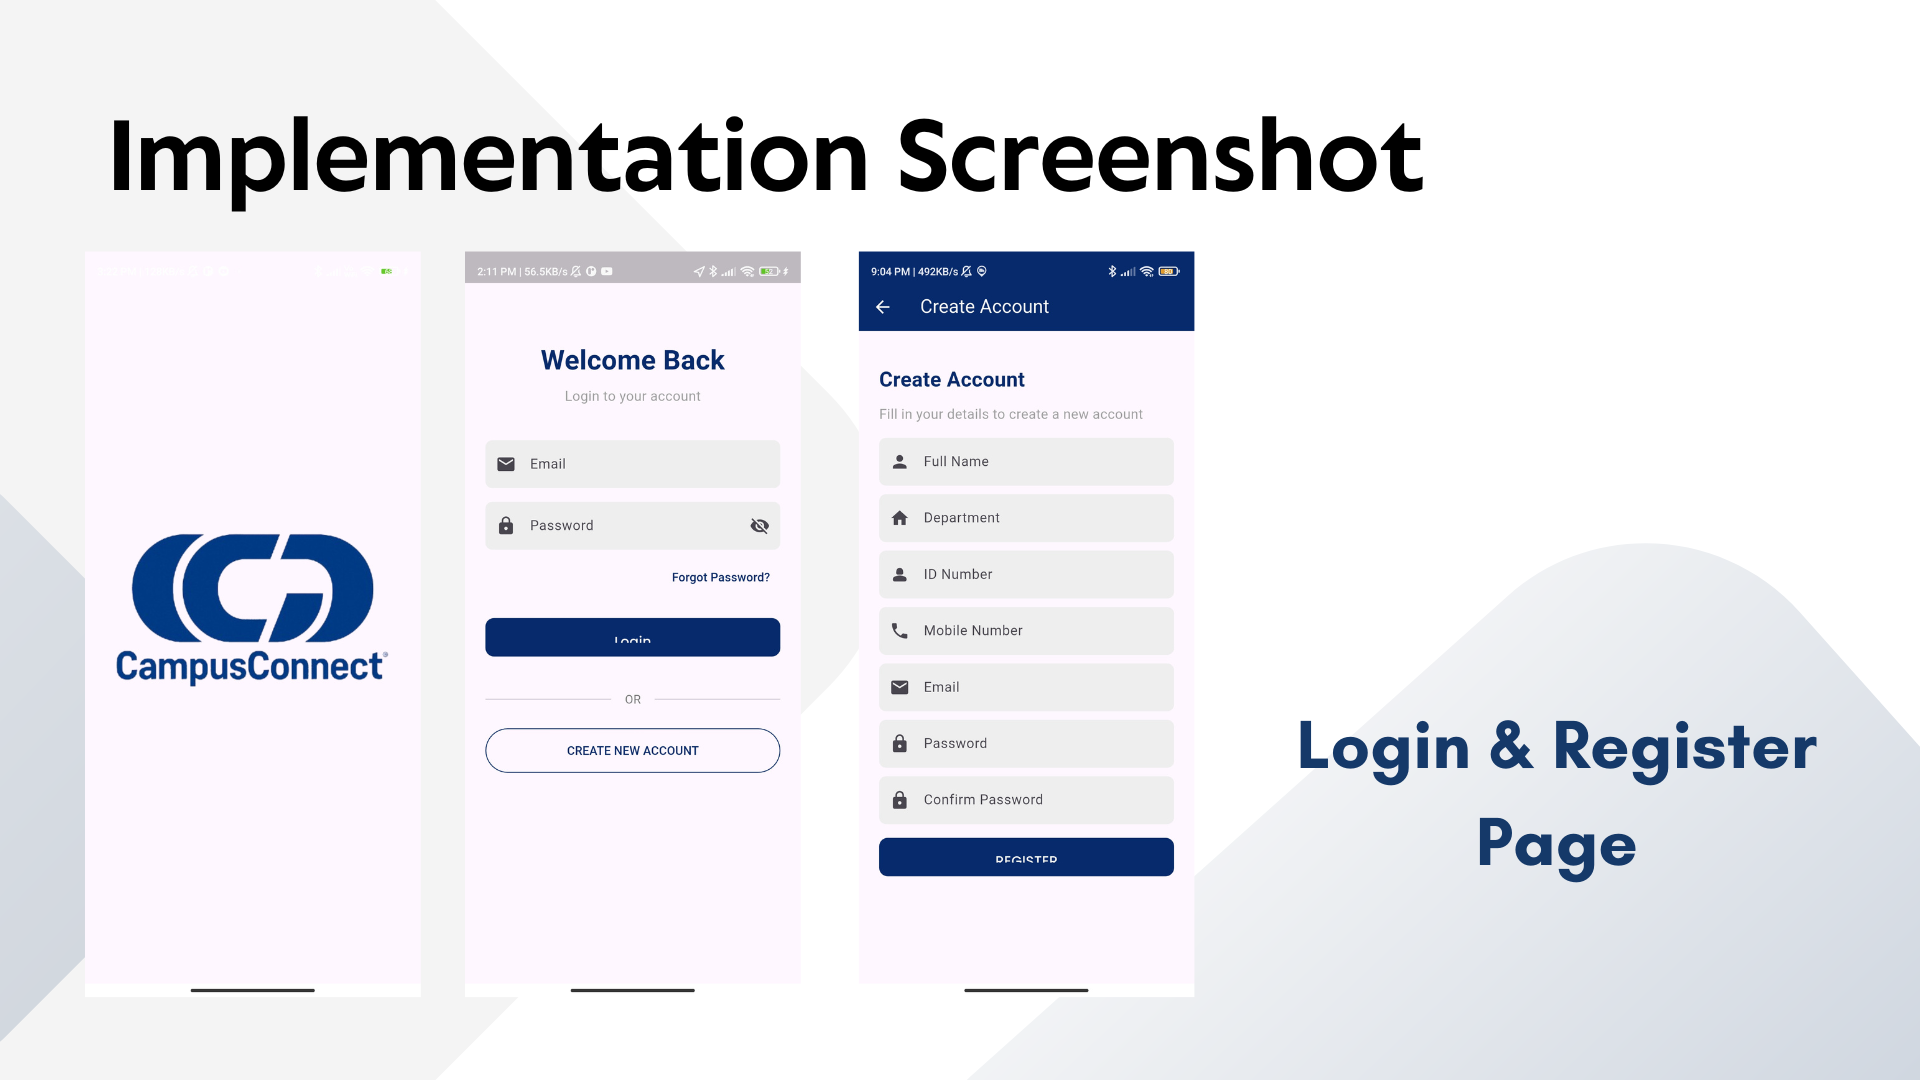 Implementation Screenshot
CampusConnect®
2:11 PM | 56.5KB/s
Welcome Back
Login to your account
Email
Password
Forgot Password?
Login
OR
CREATE NEW ACCOUNT
9:04 PM | 492KB/s
80
Create Account
Create Account
Fill in your details to create a new account
Full Name
Department
ID Number
Mobile Number
Email
Password
Confirm Password
REGISTER
Login & Register
Page